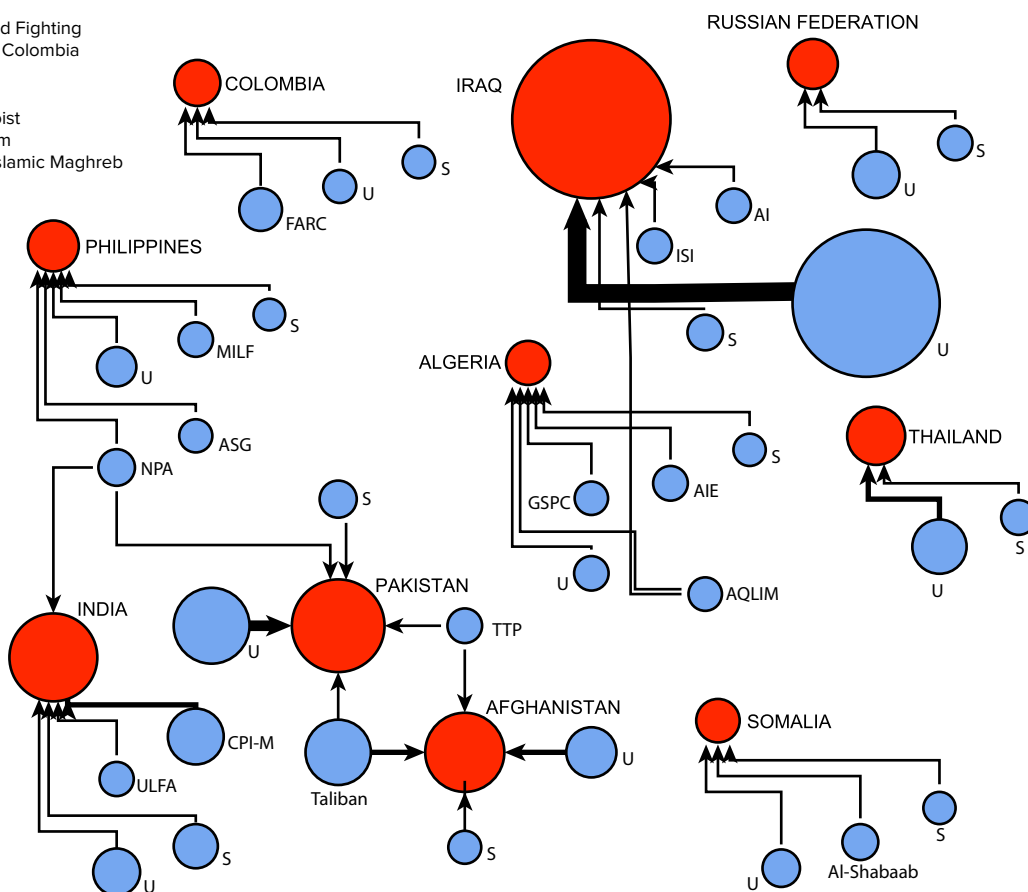 d Fighting
Colombia
oist
m
slamic Maghreb
RUSSIAN FEDERATION
COLOMBIA
IRAQ
S
S
U
U
FARC
AI
ISI
PHILIPPINES
S
MILF
U
S
U
ALGERIA
ASG
NPA
THAILAND
S
AIE
GSPC
S
S
U
U
AQLIM
PAKISTAN
INDIA
U
TTP
AFGHANISTAN
SOMALIA
CPI-M
U
ULFA
Taliban
S
S
S
Al-Shabaab
U
U